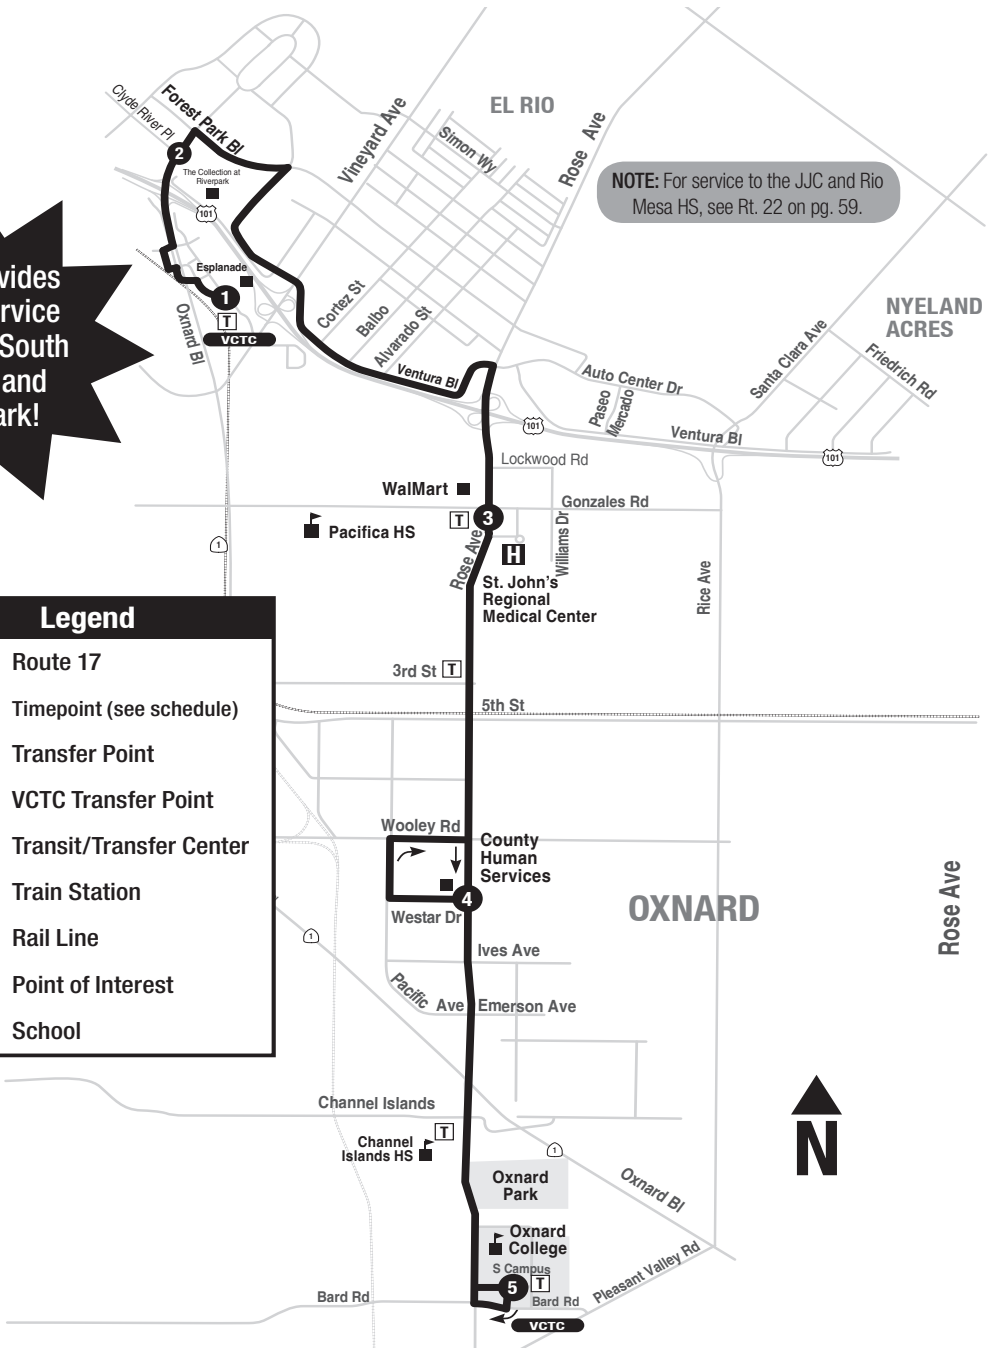 EL RIO
Clyde River Pl
Forest Park Bl
Vineyard Ave
Simon Wy
Rose Ave
2
The Collection at
Riverpark
101
NOTE: For service to the JJC and Rio
Mesa HS, see Rt. 22 on pg. 59.
Esplanade
1
T
VCTC
Oxnard Bl
Cortez St
Balbo
Alvarado St
Ventura Bl
NYELAND
ACRES
Santa Clara Ave
Friedrich Rd
Auto Center Dr
Paseo
Mercado
101
Ventura Bl
101
South
and
Lockwood Rd
WalMart
Gonzales Rd
T
3
Pacifica HS
1
Rose Ave
H
Williams Dr
St. John's
Regional
Medical Center
Rice Ave
Legend
Route 17
Timepoint (see schedule)
Transfer Point
VCTC Transfer Point
Transit/Transfer Center
Train Station
Rail Line
Point of Interest
School
3rd St
T
5th St
Wooley Rd
County
Human
Services
4
Westar Dr
OXNARD
Rose Ave
1
Ives Ave
Pacific Ave
Emerson Ave
Channel Islands
T
Channel
Islands HS
1
N
Oxnard
Park
Oxnard Bl
Oxnard
College
S Campus
5
T
Bard Rd
Bard Rd
Pleasant Valley Rd
VCTC